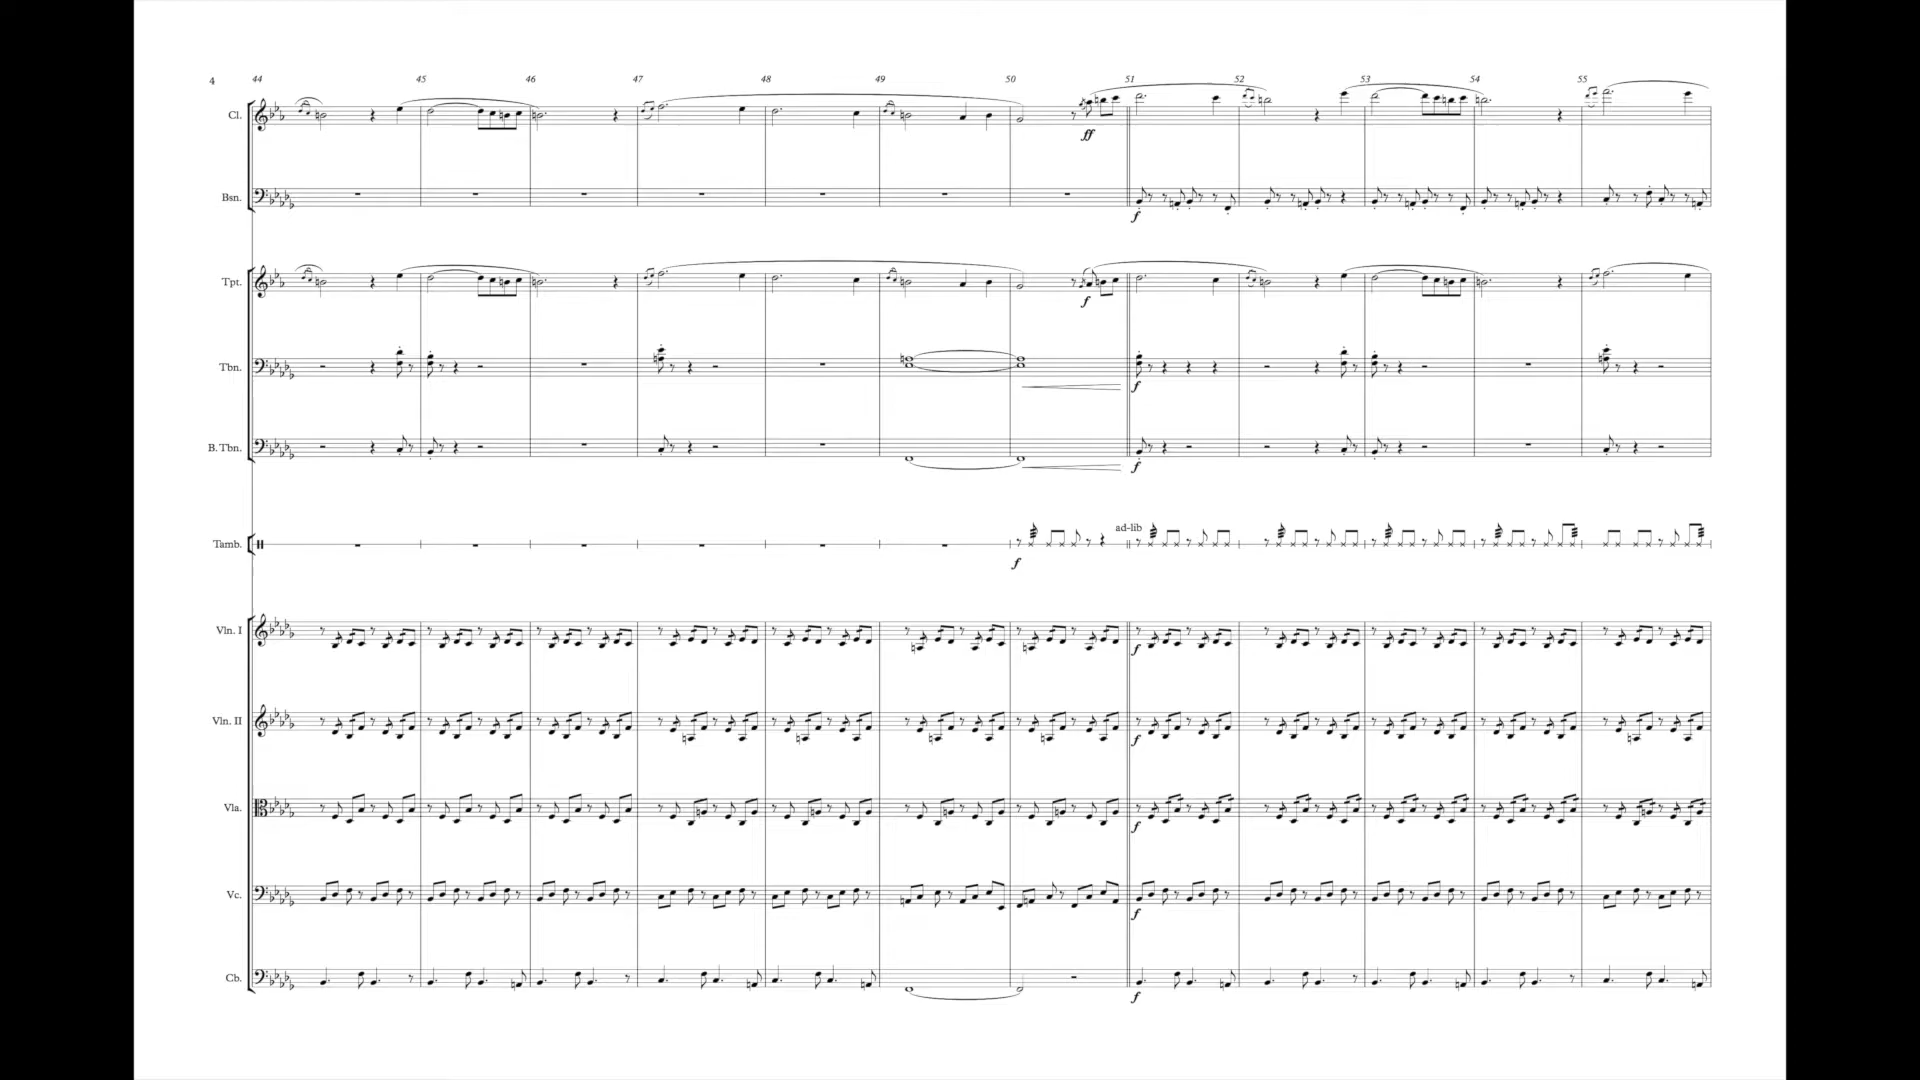 4 44 45 46 47 48 49 50 51 52 53 54 55
Cl.
ff
Bsn.
f
Tpt.
f
Tbn.
f
B. Tbn.
f
ad-lib
Tamb.
f
Vln. I
f
Vln. II
f
Vla.
f
Vc.
f
Cb.
f